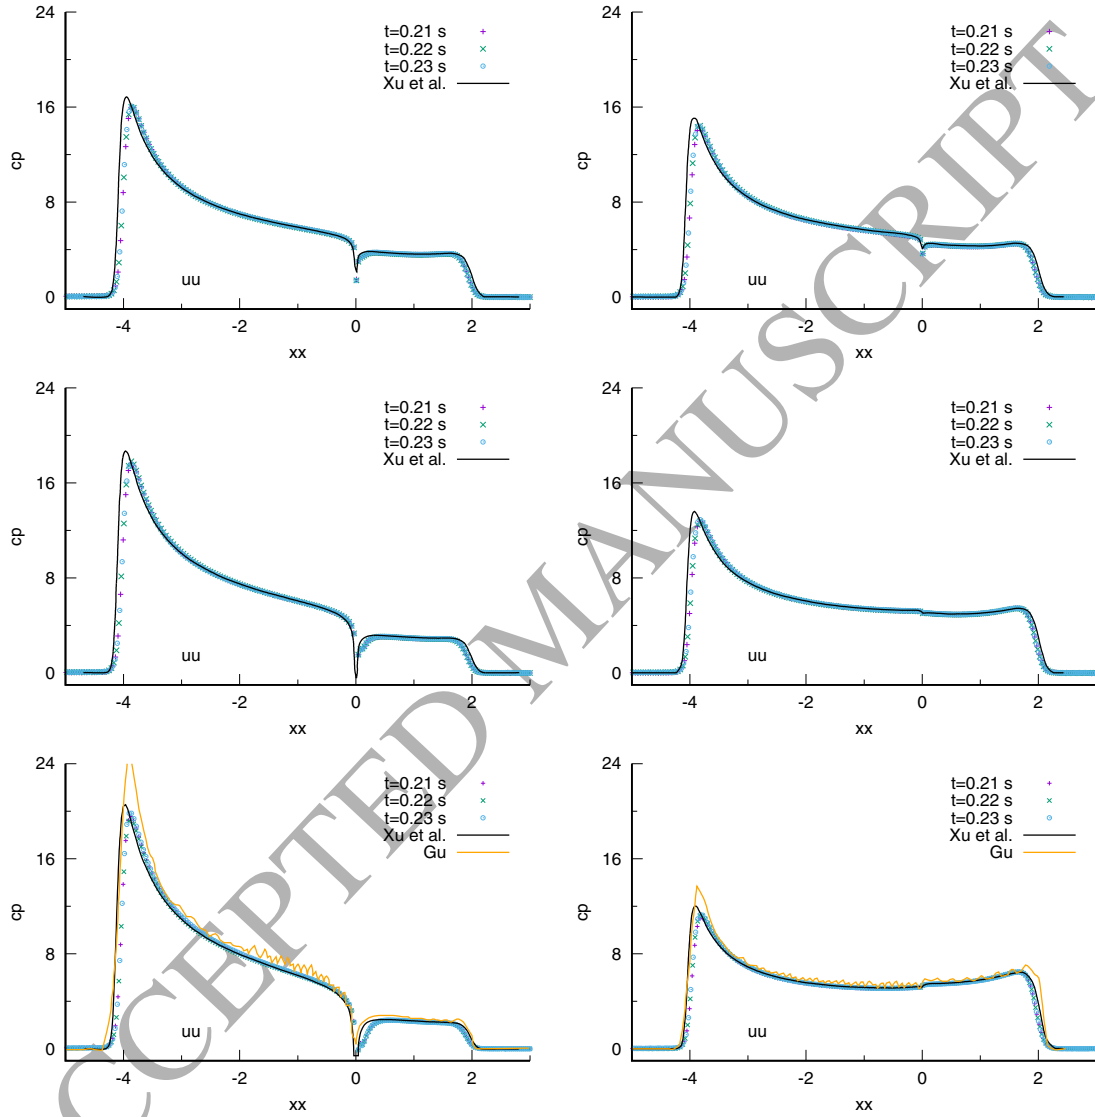 24
16
8
0
cp
t=0.21 s
t=0.22 s
t=0.23 s
Xu et al.
uu
-4 -2 0 2
xx
24
16
8
0
cp
t=0.21 s
t=0.22 s
t=0.23 s
Xu et al.
uu
-4 -2 0 2
xx
24
16
8
0
cp
t=0.21 s
t=0.22 s
t=0.23 s
Xu et al.
uu
-4 -2 0 2
xx
24
16
8
0
cp
t=0.21 s
t=0.22 s
t=0.23 s
Xu et al.
uu
-4 -2 0 2
xx
24
16
8
0
cp
t=0.21 s
t=0.22 s
t=0.23 s
Xu et al.
Gu
uu
-4 -2 0 2
xx
24
16
8
0
cp
t=0.21 s
t=0.22 s
t=0.23 s
Xu et al.
Gu
uu
-4 -2 0 2
xx
CCEPTED MANUSCRIPT